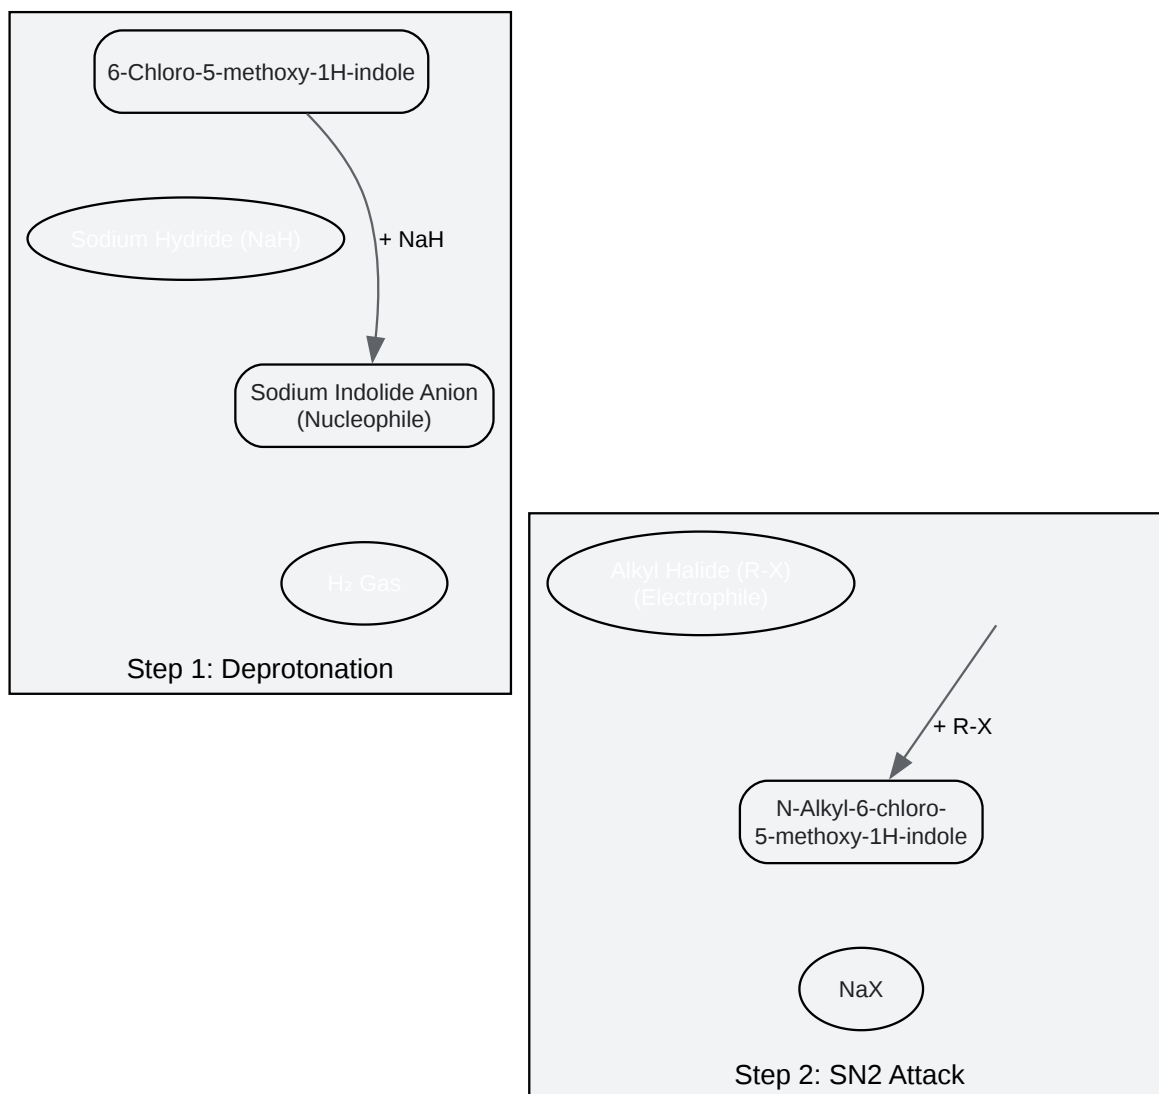 6-Chloro-5-methoxy-1H-indole
Sodium Hydride (NaH)
+ NaH
Sodium Indolide Anion
(Nucleophile)
H₂ Gas
Step 1: Deprotonation
Alkyl Halide (R-X)
(Electrophile)
+ R-X
N-Alkyl-6-chloro-
5-methoxy-1H-indole
NaX
Step 2: SN2 Attack